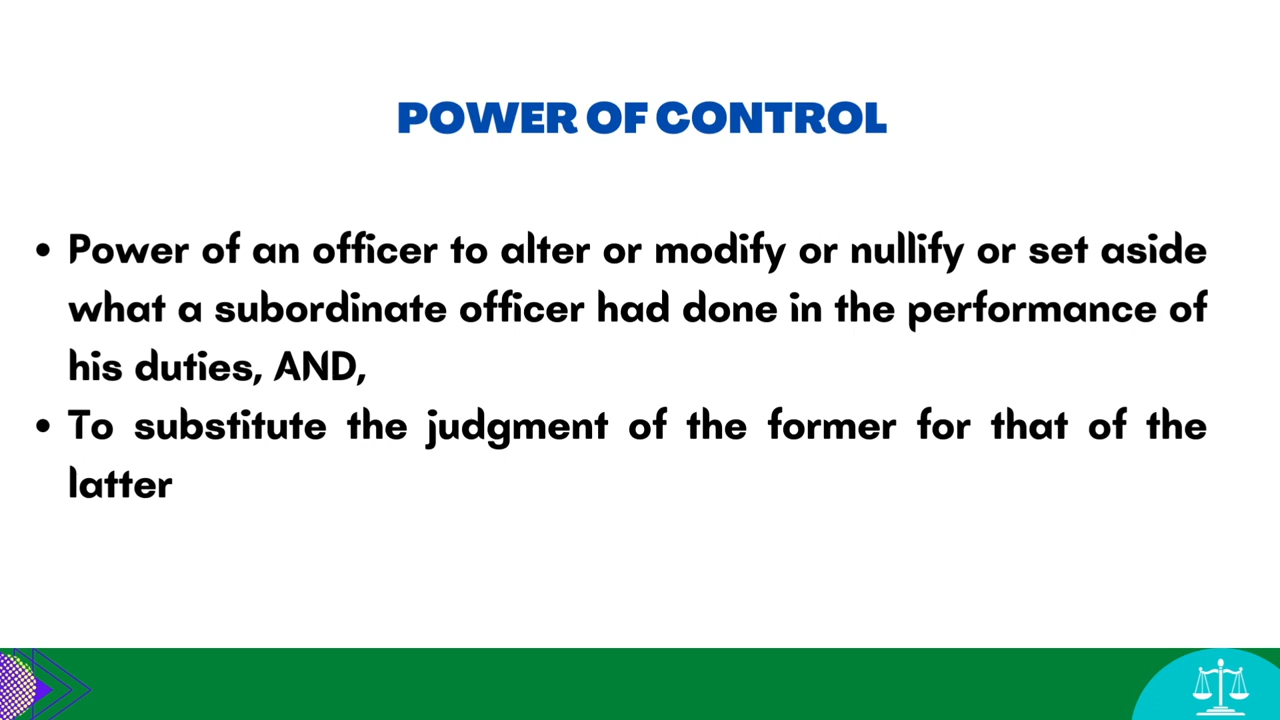 POWER OF CONTROL
• Power of an officer to alter or modify or nullify or set aside
what a subordinate officer had done in the performance of
his duties, AND,
• To substitute the judgment of the former for that of the
latter